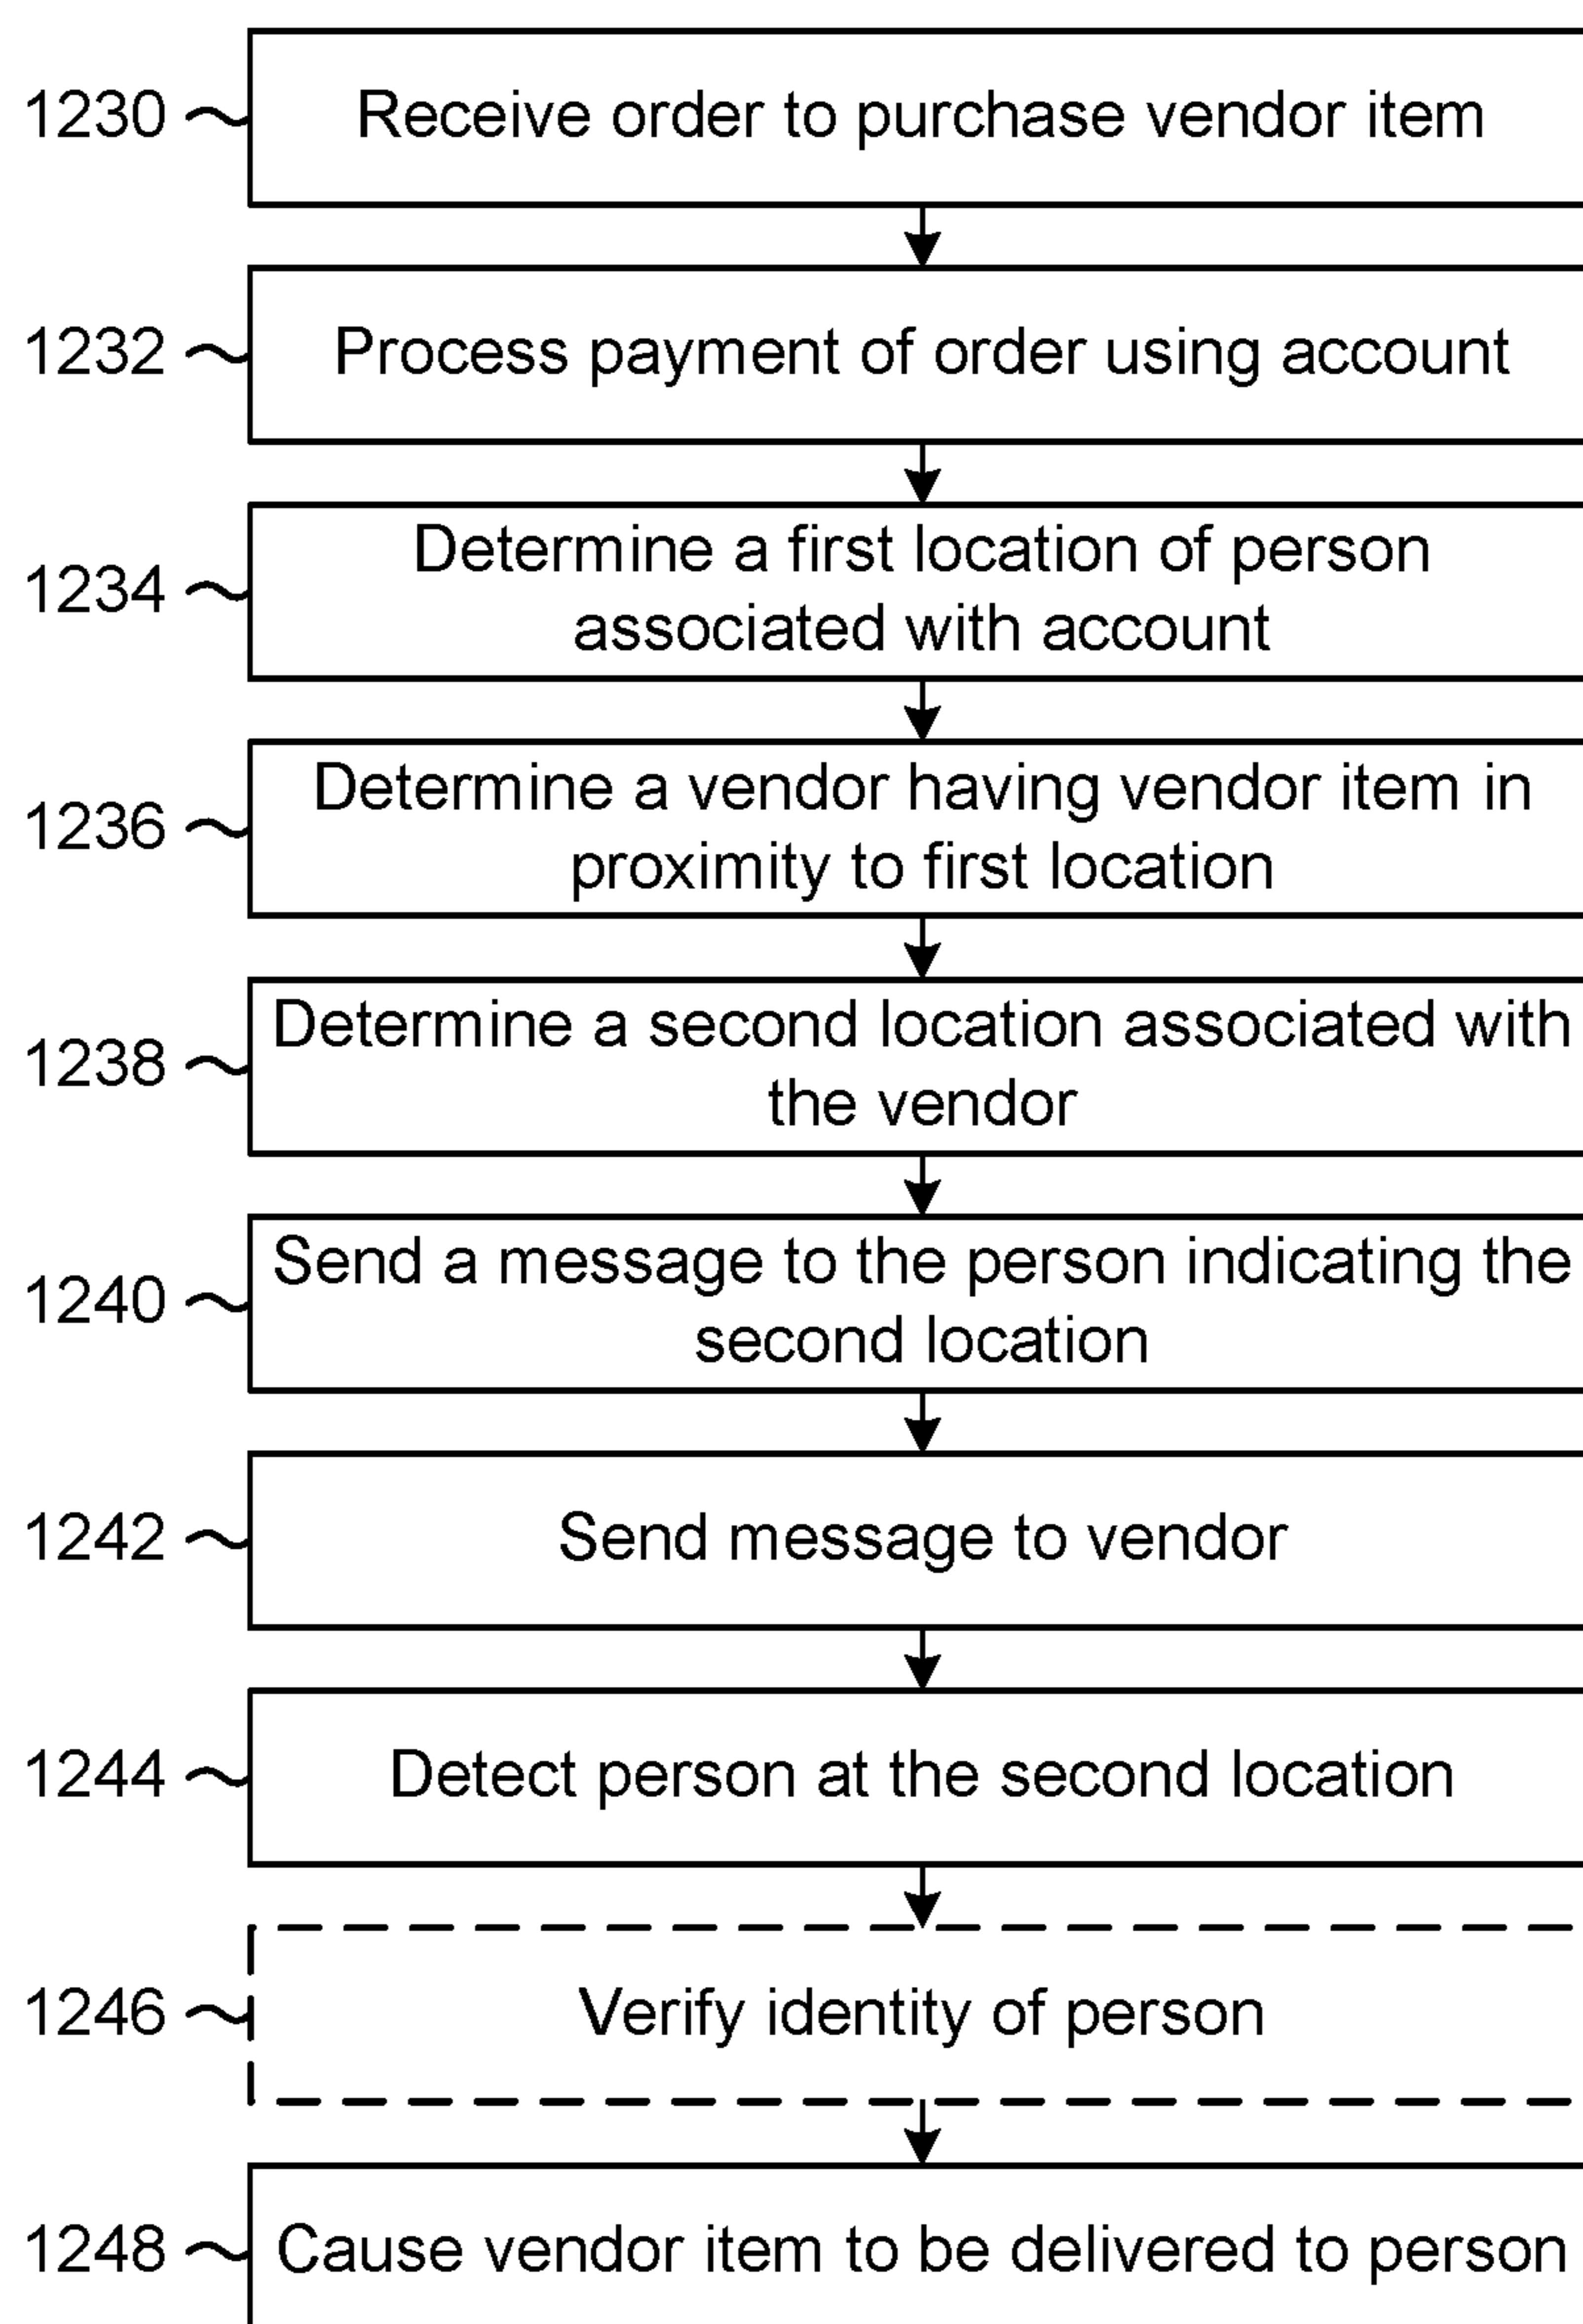 1230 Receive order to purchase vendor item
1232 Process payment of order using account
1234 Determine a first location of person
associated with account
1236 Determine a vendor having vendor item in
proximity to first location
1238 Determine a second location associated with
the vendor
1240 Send a message to the person indicating the
second location
1242 Send message to vendor
1244 Detect person at the second location
1246 Verify identity of person
1248 Cause vendor item to be delivered to person